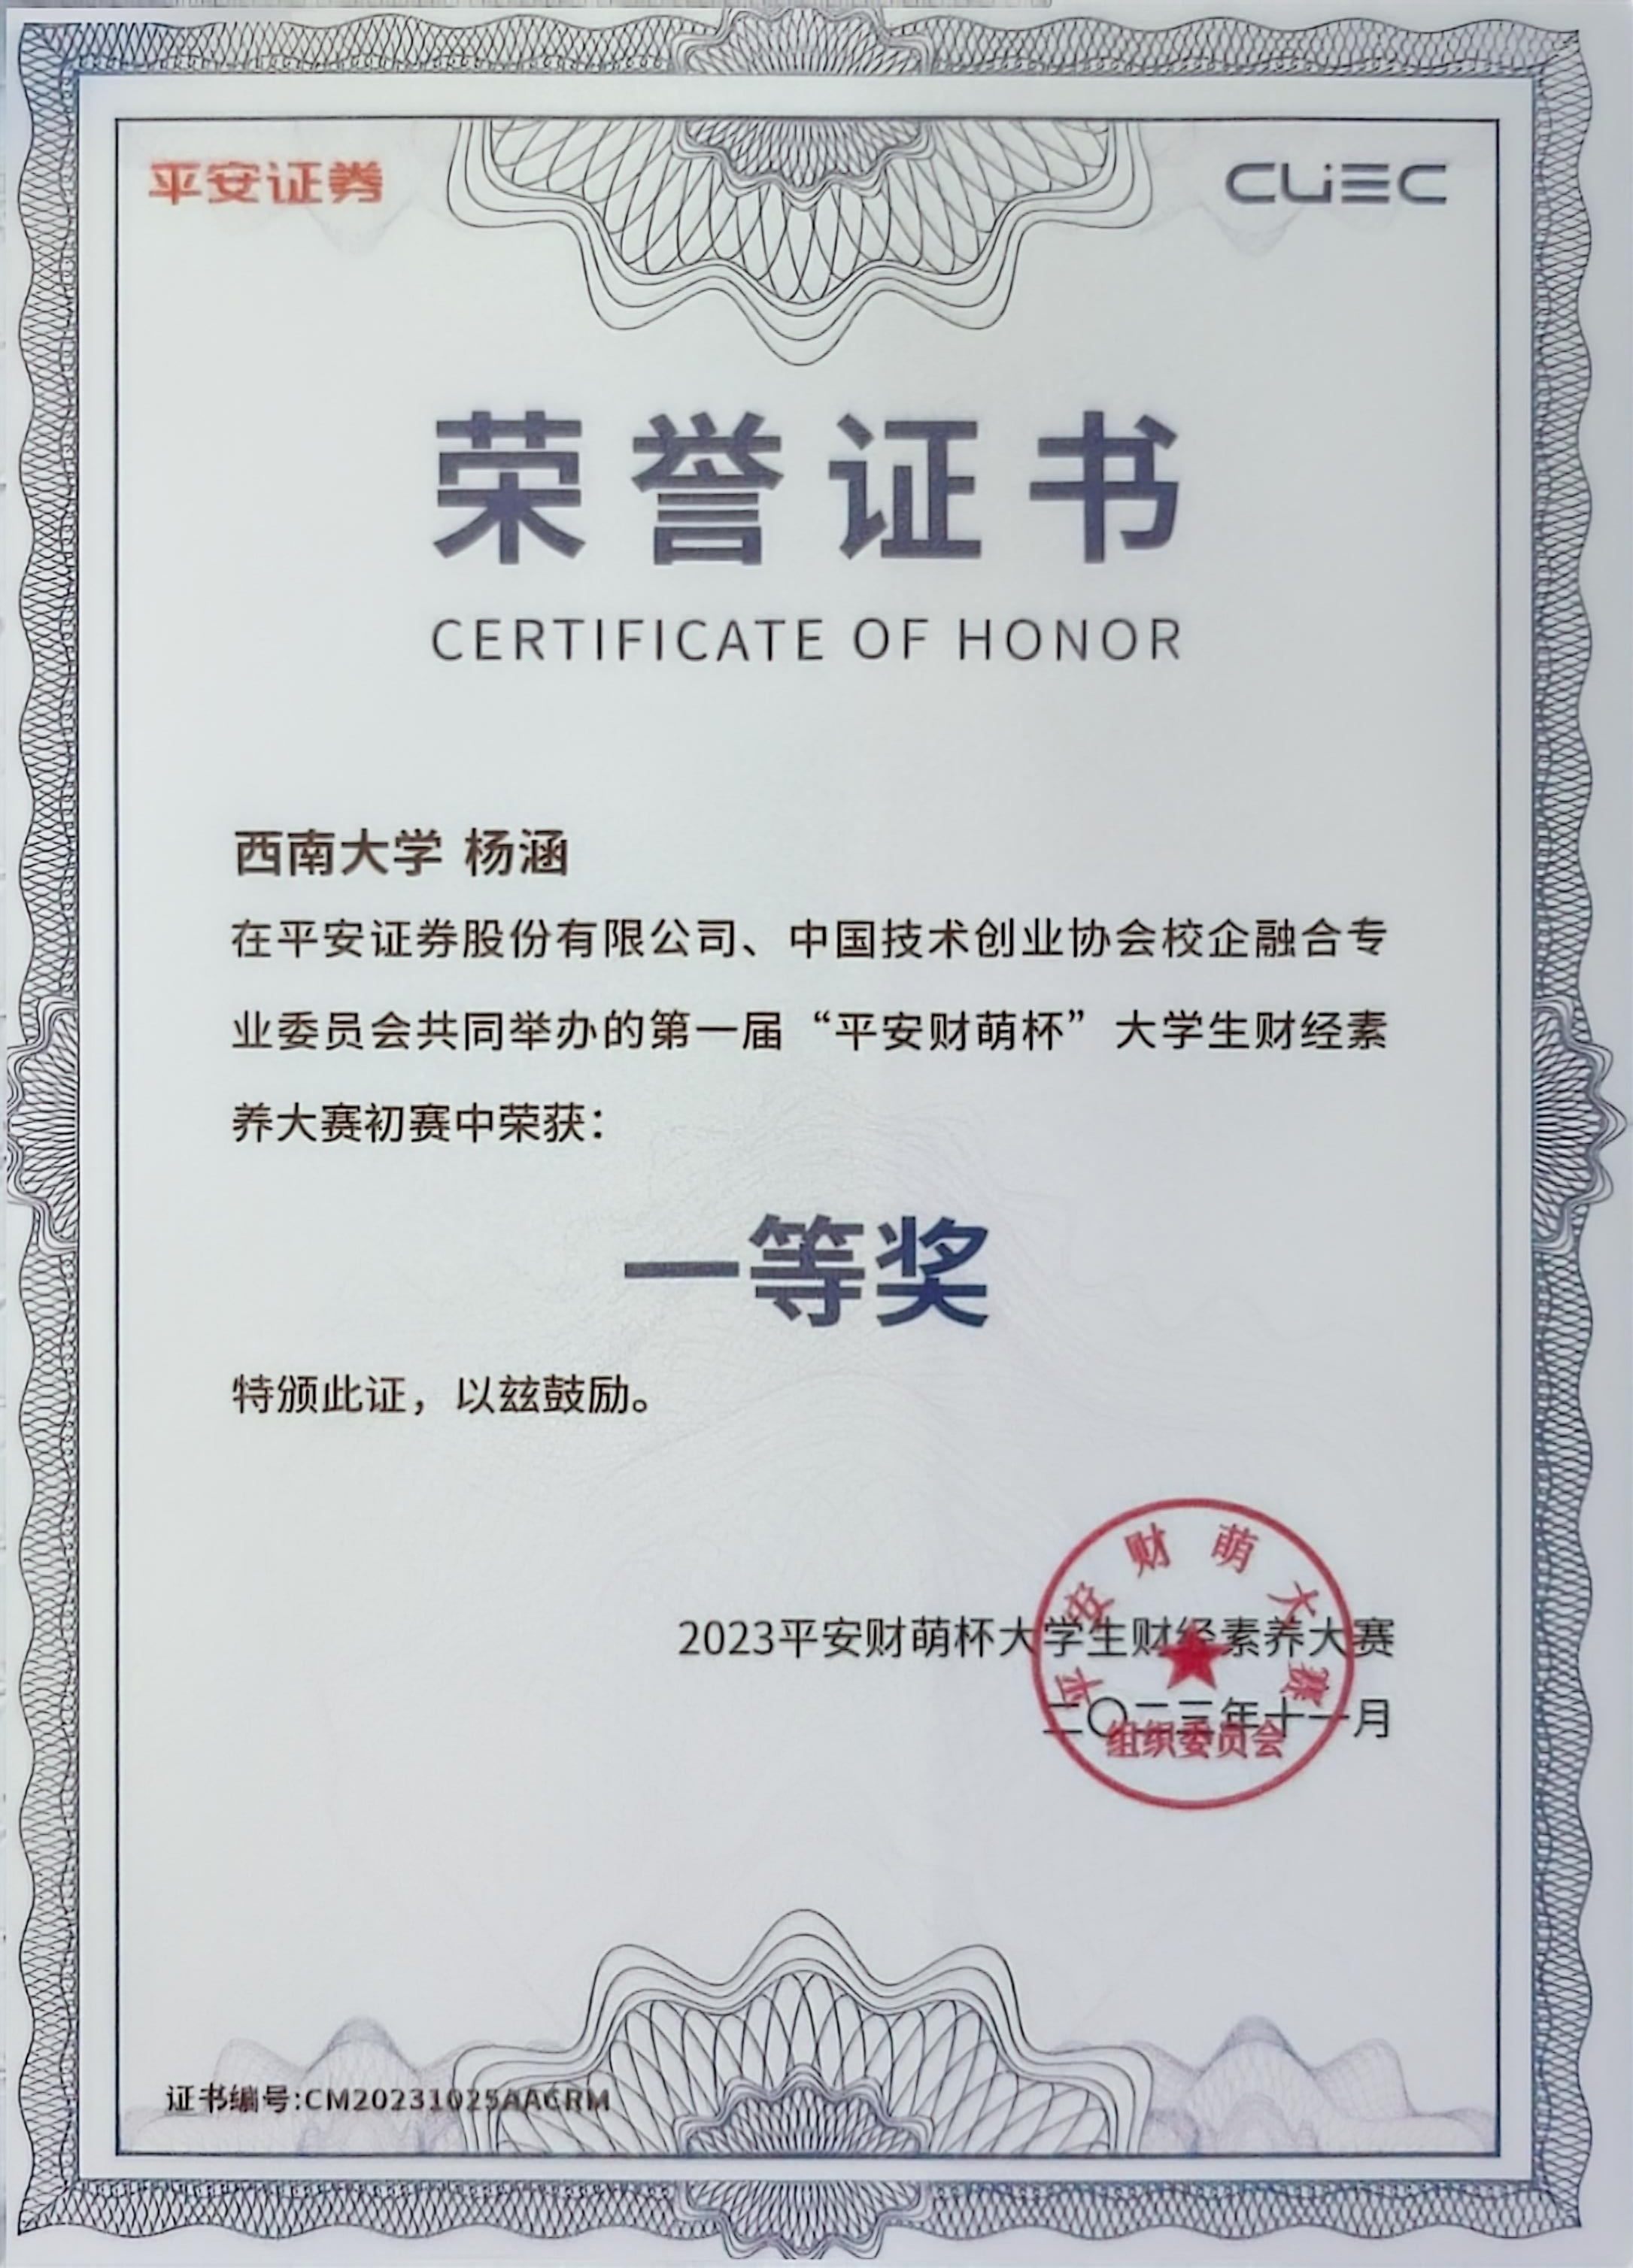 平安证券
CLiEC
荣誉证书
CERTIFICATE OF HONOR
西南大学 杨涵
在平安证券股份有限公司、中国技术创业协会校企融合专
业委员会共同举办的第一届“平安财萌杯”大学生财经素
养大赛初赛中荣获：
一等奖
特颁此证，以兹鼓励。
2023平安财萌杯大学生财经素养大赛
二〇二三年十一月
平安财萌大赛
组织委员会
证书编号:CM20231025AACRM